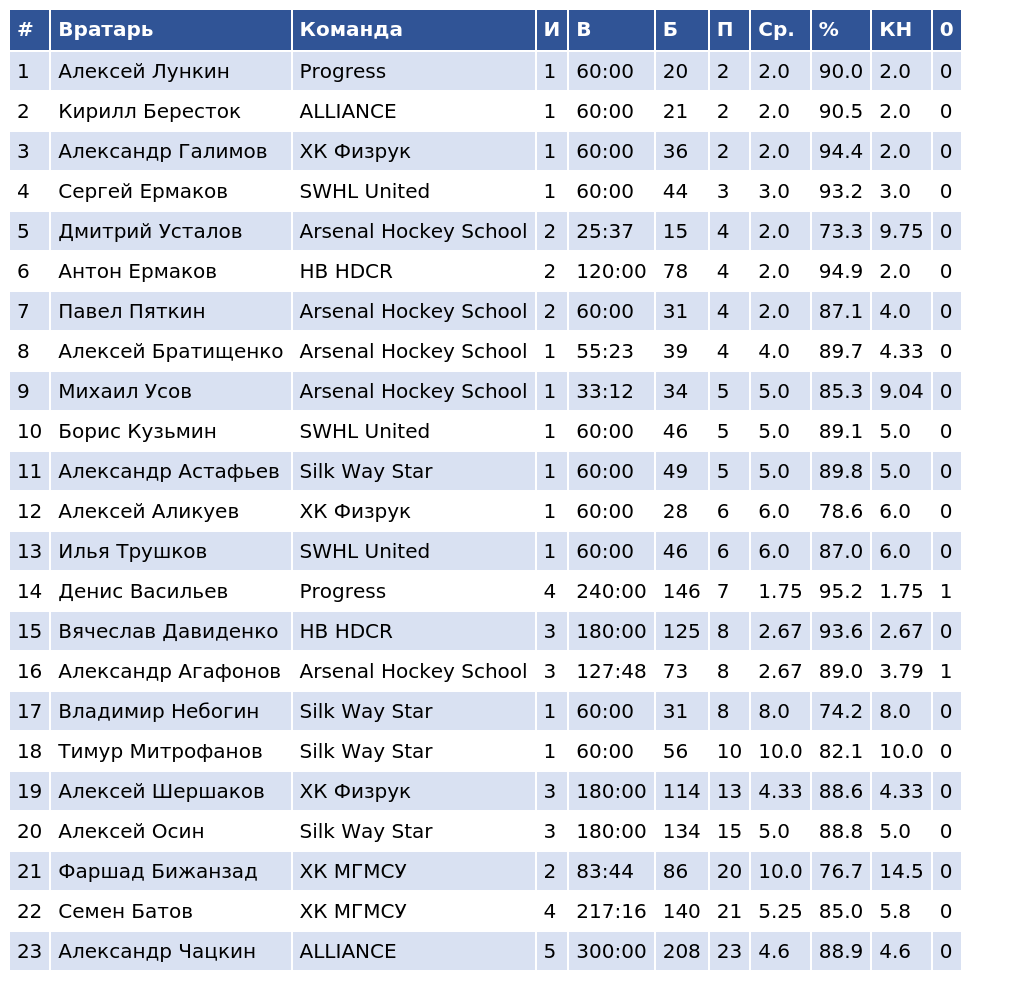 # Вратарь Команда И В Б П Ср. % КН 0
1 Алексей Лункин Progress 1 60:00 20 2 2.0 90.0 2.0 0
2 Кирилл Бересток ALLIANCE 1 60:00 21 2 2.0 90.5 2.0 0
3 Александр Галимов ХК Физрук 1 60:00 36 2 2.0 94.4 2.0 0
4 Сергей Ермаков SWHL United 1 60:00 44 3 3.0 93.2 3.0 0
5 Дмитрий Усталов Arsenal Hockey School 2 25:37 15 4 2.0 73.3 9.75 0
6 Антон Ермаков HB HDCR 2 120:00 78 4 2.0 94.9 2.0 0
7 Павел Пяткин Arsenal Hockey School 2 60:00 31 4 2.0 87.1 4.0 0
8 Алексей Братищенко Arsenal Hockey School 1 55:23 39 4 4.0 89.7 4.33 0
9 Михаил Усов Arsenal Hockey School 1 33:12 34 5 5.0 85.3 9.04 0
10 Борис Кузьмин SWHL United 1 60:00 46 5 5.0 89.1 5.0 0
11 Александр Астафьев Silk Way Star 1 60:00 49 5 5.0 89.8 5.0 0
12 Алексей Аликуев ХК Физрук 1 60:00 28 6 6.0 78.6 6.0 0
13 Илья Трушков SWHL United 1 60:00 46 6 6.0 87.0 6.0 0
14 Денис Васильев Progress 4 240:00 146 7 1.75 95.2 1.75 1
15 Вячеслав Давиденко HB HDCR 3 180:00 125 8 2.67 93.6 2.67 0
16 Александр Агафонов Arsenal Hockey School 3 127:48 73 8 2.67 89.0 3.79 1
17 Владимир Небогин Silk Way Star 1 60:00 31 8 8.0 74.2 8.0 0
18 Тимур Митрофанов Silk Way Star 1 60:00 56 10 10.0 82.1 10.0 0
19 Алексей Шершаков ХК Физрук 3 180:00 114 13 4.33 88.6 4.33 0
20 Алексей Осин Silk Way Star 3 180:00 134 15 5.0 88.8 5.0 0
21 Фаршад Бижанзад ХК МГМСУ 2 83:44 86 20 10.0 76.7 14.5 0
22 Семен Батов ХК МГМСУ 4 217:16 140 21 5.25 85.0 5.8 0
23 Александр Чацкин ALLIANCE 5 300:00 208 23 4.6 88.9 4.6 0